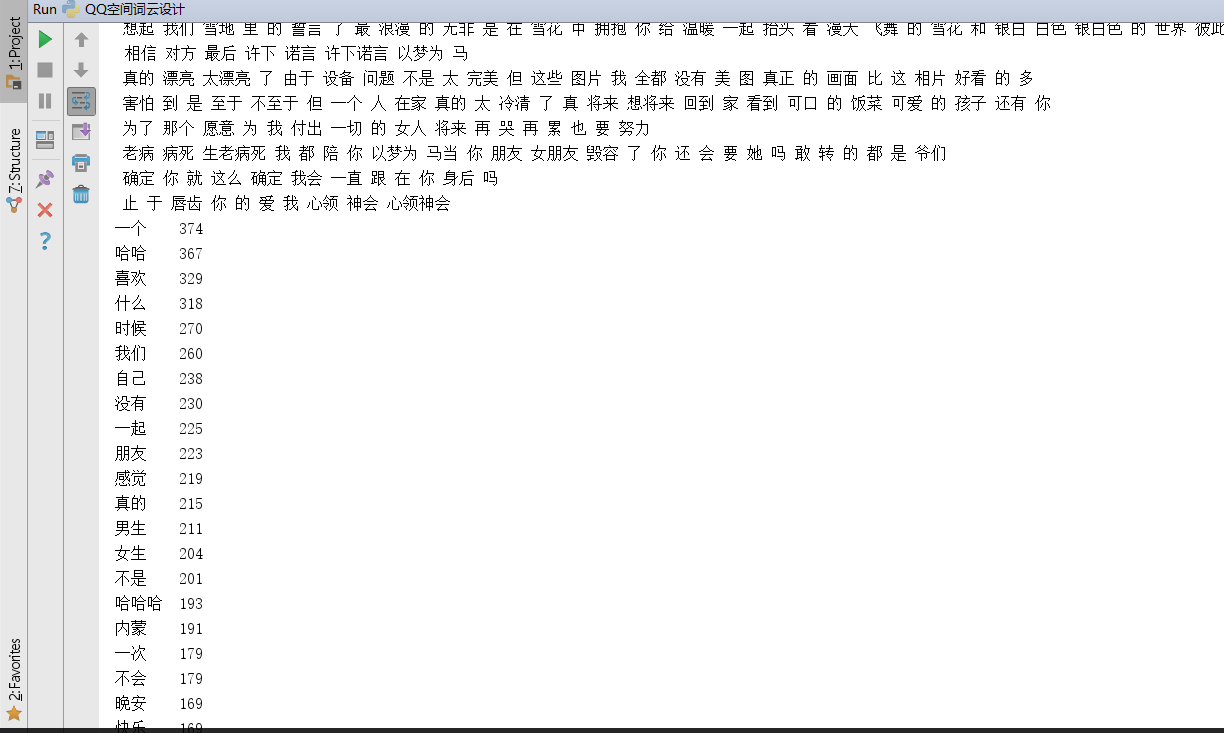 Run QQ空间词云设计
1:Project
7:Structure
2:Favorites
想起 我们 雪地 里 的 誓言 了 最 浪漫 的 无非 是 在 雪花 中 拥抱 你 给 温暖 一起 抬头 看 漫天 飞舞 的 雪花 和 银白 白色 银白色 的 世界 彼此
相信 对方 最后 许下 诺言 许下诺言 以梦为 马
真的 漂亮 太漂亮 了 由于 设备 问题 不是 太 完美 但 这些 图片 我 全都 没有 美 图 真正 的 画面 比 这 相片 好看 的 多
害怕 到 是 至于 不至于 但 一个 人 在家 真的 太 冷清 了 真 将来 想将来 回到 家 看到 可口 的 饭菜 可爱 的 孩子 还有 你
为了 那个 愿意 为 我 付出 一切 的 女人 将来 再 哭 再 累 也 要 努力
老病 病死 生老病死 我 都 陪 你 以梦为 马当 你 朋友 女朋友 毁容 了 你 还 会 要 她 吗 敢 转 的 都 是 爷们
确定 你 就 这么 确定 我会 一直 跟 在 你 身后 吗
止 于 唇齿 你 的 爱 我 心领 神会 心领神会
一个 374
哈哈 367
喜欢 329
什么 318
时候 270
我们 260
自己 238
没有 230
一起 225
朋友 223
感觉 219
真的 215
男生 211
女生 204
不是 201
哈哈哈 193
内蒙 191
一次 179
不会 179
晚安 169
快乐 169